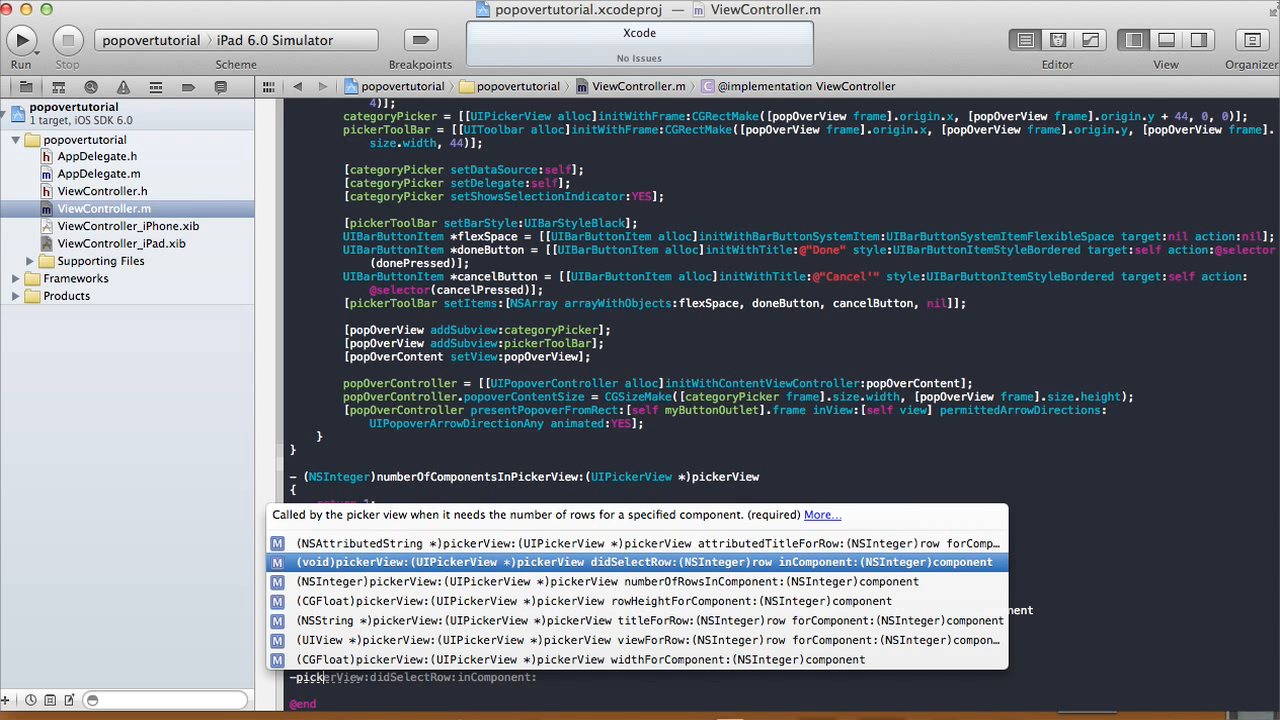 popovertutorial.xcodeproj — ViewController.m
popovertutorial › iPad 6.0 Simulator
Xcode
No Issues
Run
Stop
Scheme
Breakpoints
Editor
View
Organizer
popovertutorial
popovertutorial
ViewController.m
@implementation ViewController
popovertutorial
1 target, iOS SDK 6.0
popovertutorial
AppDelegate.h
AppDelegate.m
ViewController.h
ViewController.m
ViewController_iPhone.xib
ViewController_iPad.xib
Supporting Files
Frameworks
Products
4)];
categoryPicker = [[UIPickerView alloc]initWithFrame:CGRectMake([popOverView frame].origin.x, [popOverView frame].origin.y + 44, 0, 0)];
pickerToolBar = [[UIToolbar alloc]initWithFrame:CGRectMake([popOverView frame].origin.x, [popOverView frame].origin.y, [popOverView frame].
size.width, 44)];
[categoryPicker setDataSource:self];
[categoryPicker setDelegate:self];
[categoryPicker setShowsSelectionIndicator:YES];
[pickerToolBar setBarStyle:UIBarStyleBlack];
UIBarButtonItem *flexSpace = [[UIBarButtonItem alloc]initWithBarButtonSystemItem:UIBarButtonSystemItemFlexibleSpace target:nil action:nil];
UIBarButtonItem *doneButton = [[UIBarButtonItem alloc]initWithTitle:@"Done" style:UIBarButtonItemStyleBordered target:self action:@selector
(donePressed)];
UIBarButtonItem *cancelButton = [[UIBarButtonItem alloc]initWithTitle:@"Cancel'" style:UIBarButtonItemStyleBordered target:self action:
@selector(cancelPressed)];
[pickerToolBar setItems:[NSArray arrayWithObjects:flexSpace, doneButton, cancelButton, nil]];
[popOverView addSubview:categoryPicker];
[popOverView addSubview:pickerToolBar];
[popOverContent setView:popOverView];
popOverController = [[UIPopoverController alloc]initWithContentViewController:popOverContent];
popOverController.popoverContentSize = CGSizeMake([categoryPicker frame].size.width, [popOverView frame].size.height);
[popOverController presentPopoverFromRect:[self myButtonOutlet].frame inView:[self view] permittedArrowDirections:
UIPopoverArrowDirectionAny animated:YES];
}
}
– (NSInteger)numberOfComponentsInPickerView:(UIPickerView *)pickerView
{
return 1;
Called by the picker view when it needs the number of rows for a specified component. (required) More...
M (NSAttributedString *)pickerView:(UIPickerView *)pickerView attributedTitleForRow:(NSInteger)row forComp...
M (void)pickerView:(UIPickerView *)pickerView didSelectRow:(NSInteger)row inComponent:(NSInteger)component
M (NSInteger)pickerView:(UIPickerView *)pickerView numberOfRowsInComponent:(NSInteger)component
M (CGFloat)pickerView:(UIPickerView *)pickerView rowHeightForComponent:(NSInteger)component
M (NSString *)pickerView:(UIPickerView *)pickerView titleForRow:(NSInteger)row forComponent:(NSInteger)component
M (UIView *)pickerView:(UIPickerView *)pickerView viewForRow:(NSInteger)row forComponent:(NSInteger)compon...
M (CGFloat)pickerView:(UIPickerView *)pickerView widthForComponent:(NSInteger)component
–pickerView:didSelectRow:inComponent:
@end